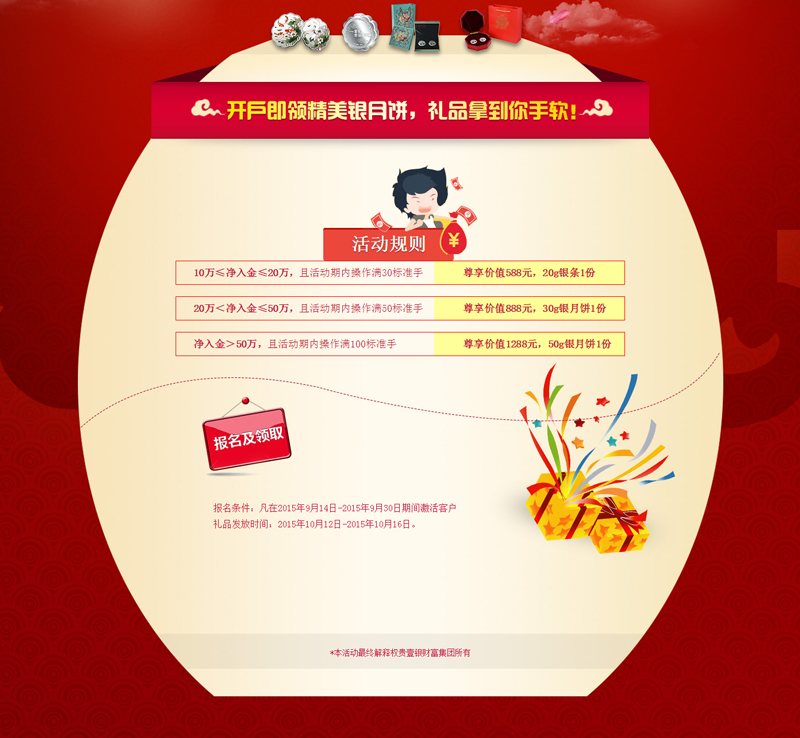 开户即领精美银月饼，礼品拿到你手软!
活动规则
10万≤净入金≤20万，且活动期内操作满30标准手 尊享价值588元，20g银条1份
20万<净入金≤50万，且活动期内操作满50标准手 尊享价值888元，30g银月饼1份
净入金>50万，且活动期内操作满100标准手 尊享价值1288元，50g银月饼1份
报名及领取
报名条件：凡在2015年9月14日-2015年9月30日期间激活客户
礼品发放时间：2015年10月12日-2015年10月16日。
*本活动最终解释权贵壹银财富集团所有